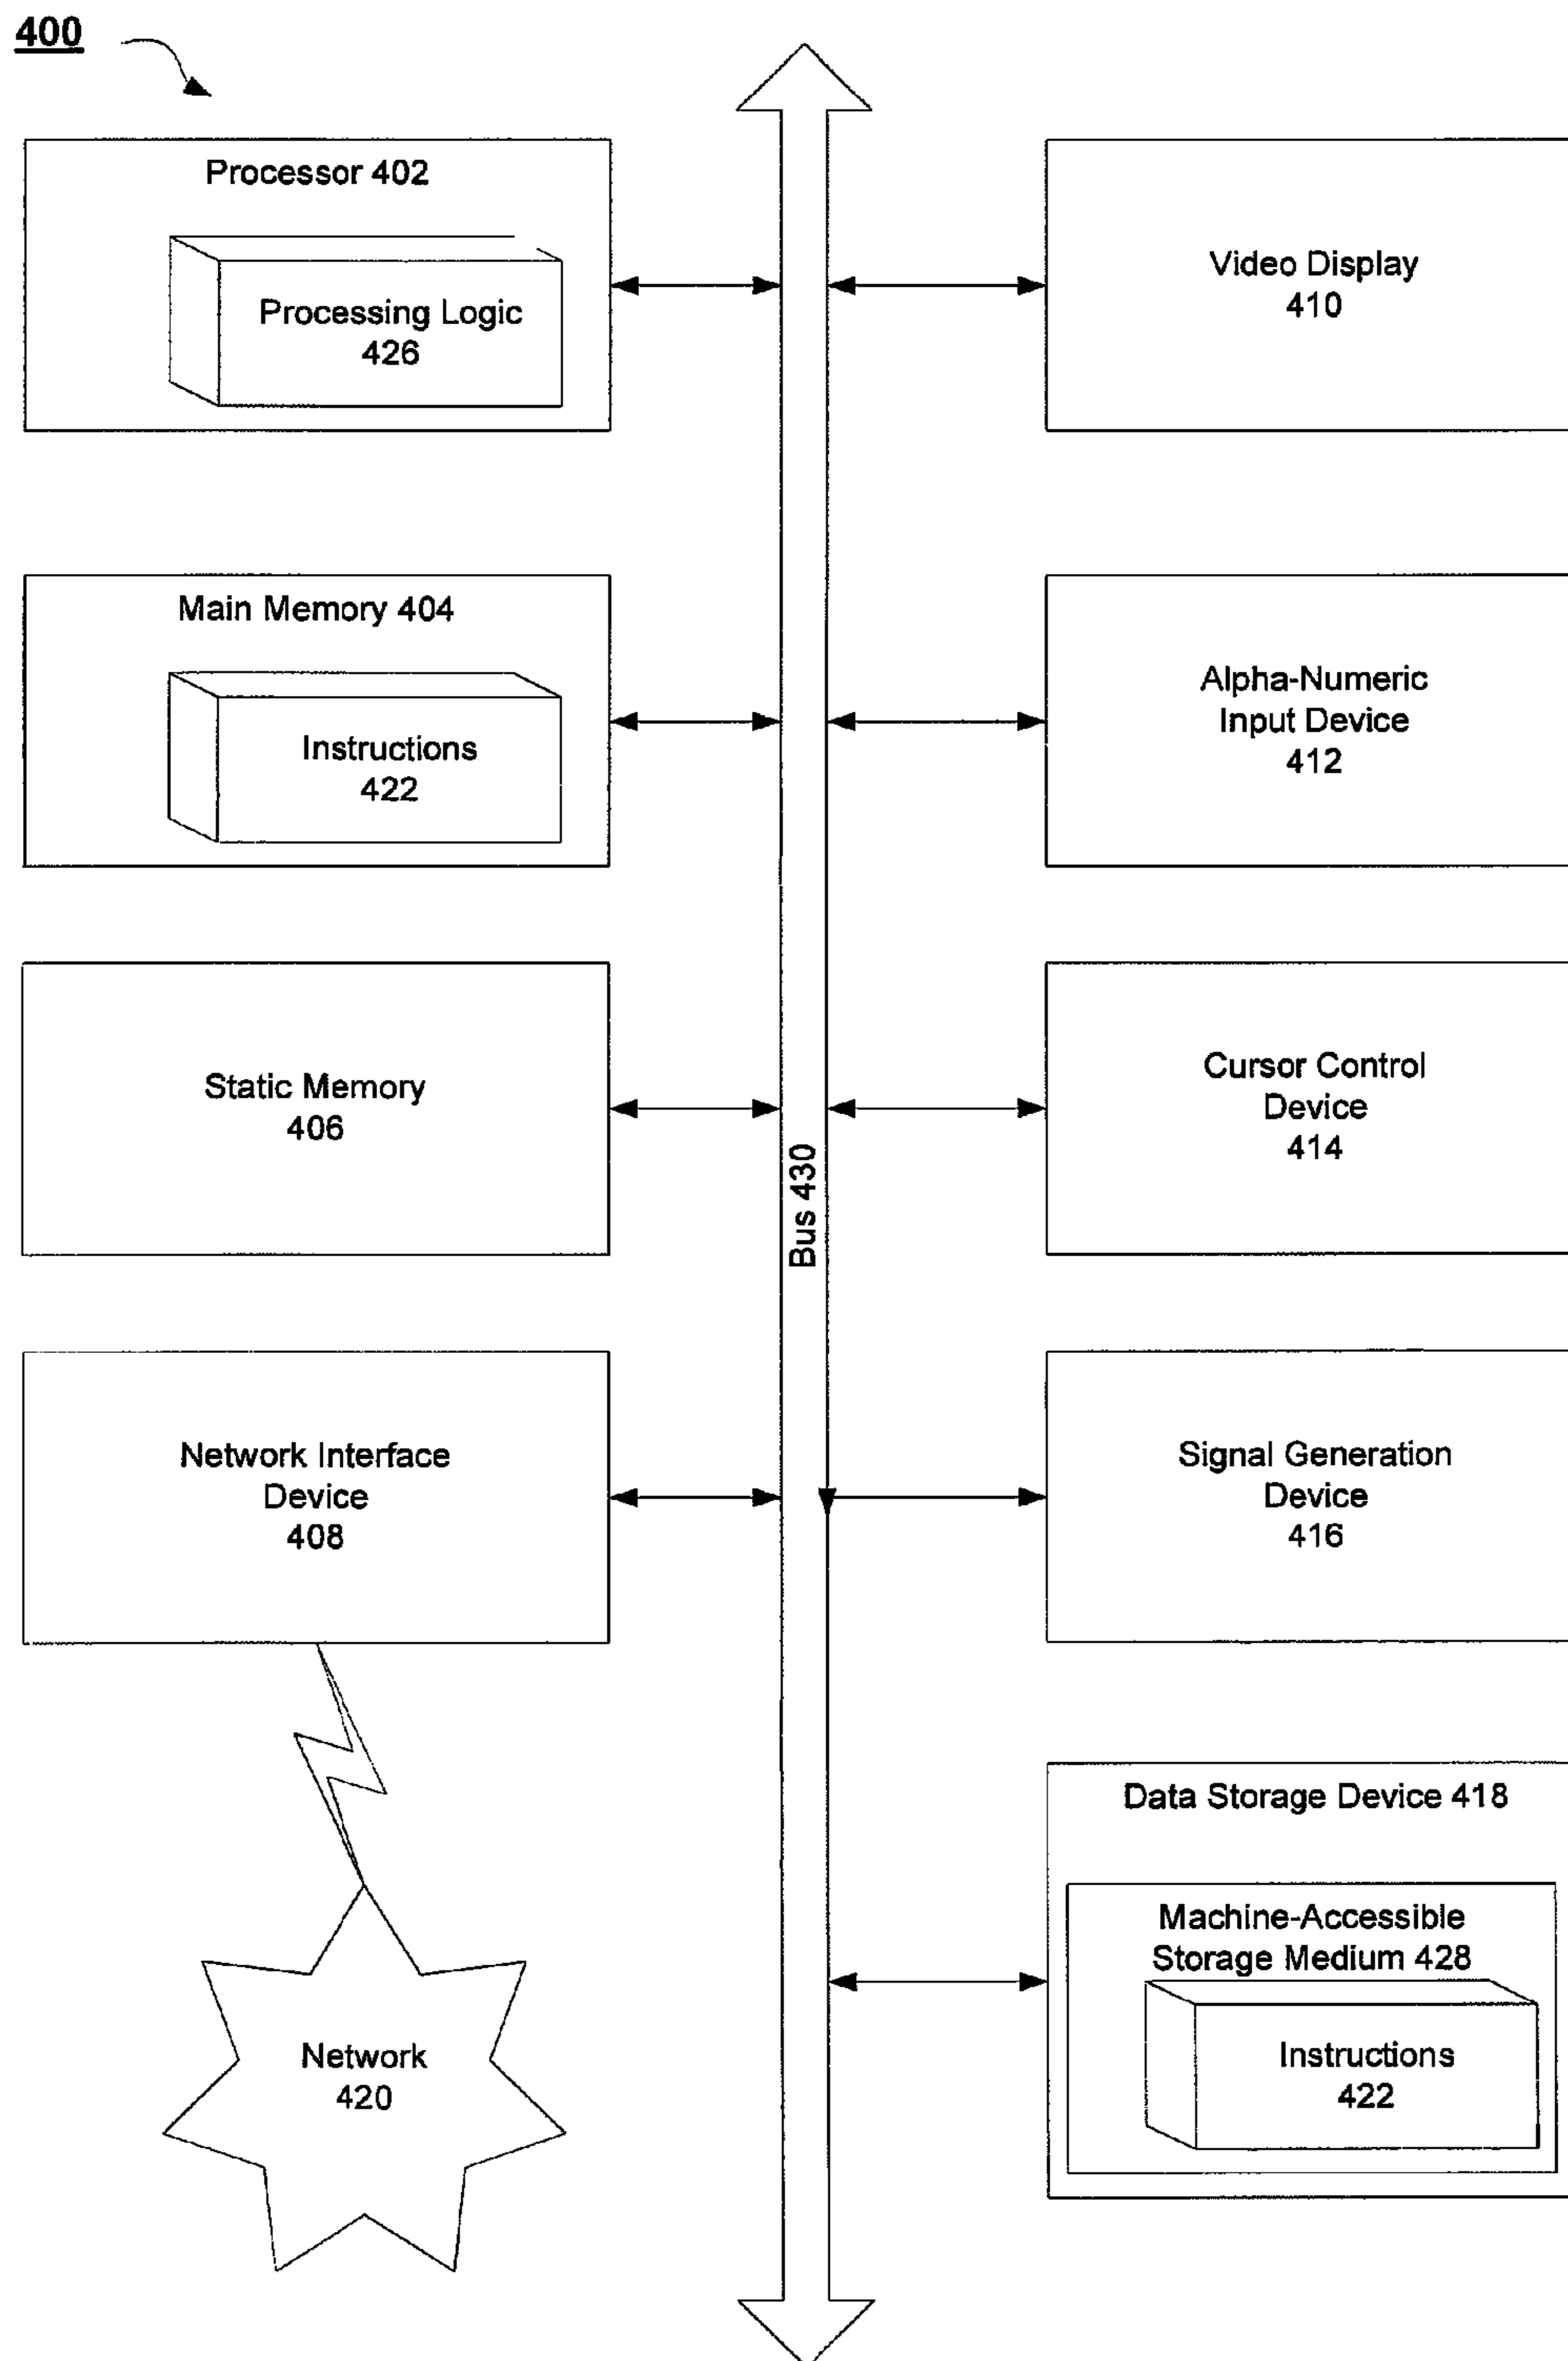 400
Processor 402
Processing Logic
426
Main Memory 404
Instructions
422
Static Memory
406
Network Interface
Device
408
Network
420
Bus 430
Video Display
410
Alpha-Numeric
Input Device
412
Cursor Control
Device
414
Signal Generation
Device
416
Data Storage Device 418
Machine-Accessible
Storage Medium 428
Instructions
422